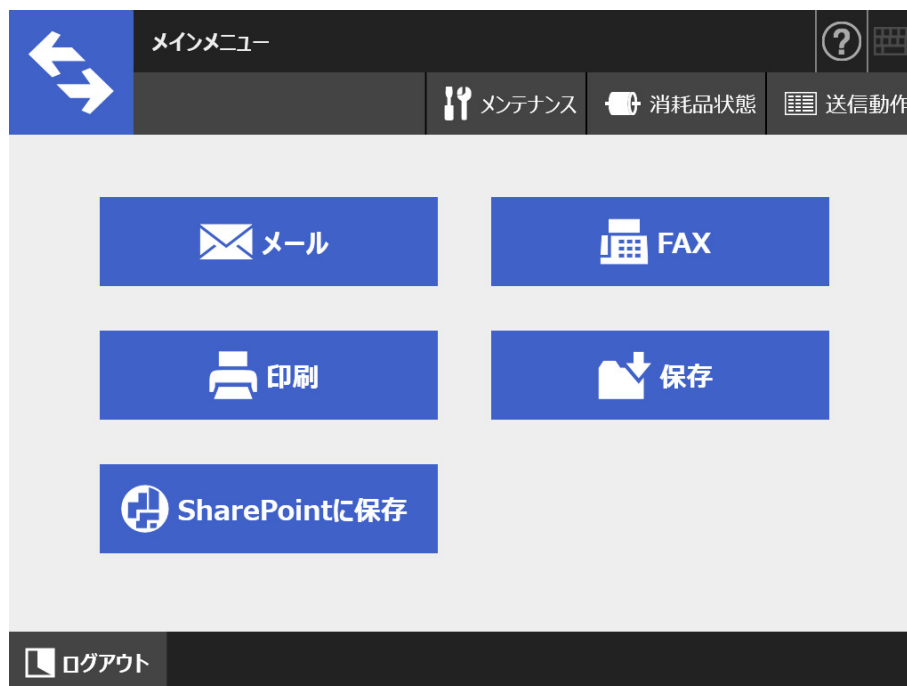 メインメニュー
メンテナンス 消耗品状態 送信動作
メール FAX
印刷 保存
SharePointに保存
ログアウト